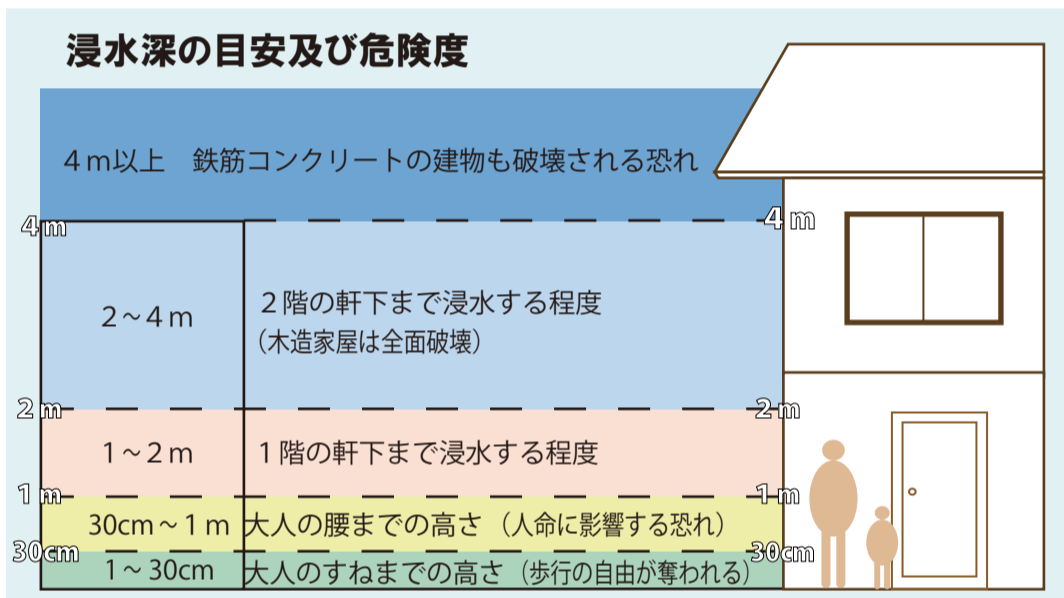 浸水深の目安及び危険度
４ｍ以上　鉄筋コンクリートの建物も破壊される恐れ
4m
4m
２～４ｍ
２階の軒下まで浸水する程度
（木造家屋は全面破壊）
2m
2m
１～２ｍ
１階の軒下まで浸水する程度
1m
1m
30cm～１ｍ
大人の腰までの高さ（人命に影響する恐れ）
30cm
30cm
１～30cm
大人のすねまでの高さ（歩行の自由が奪われる）